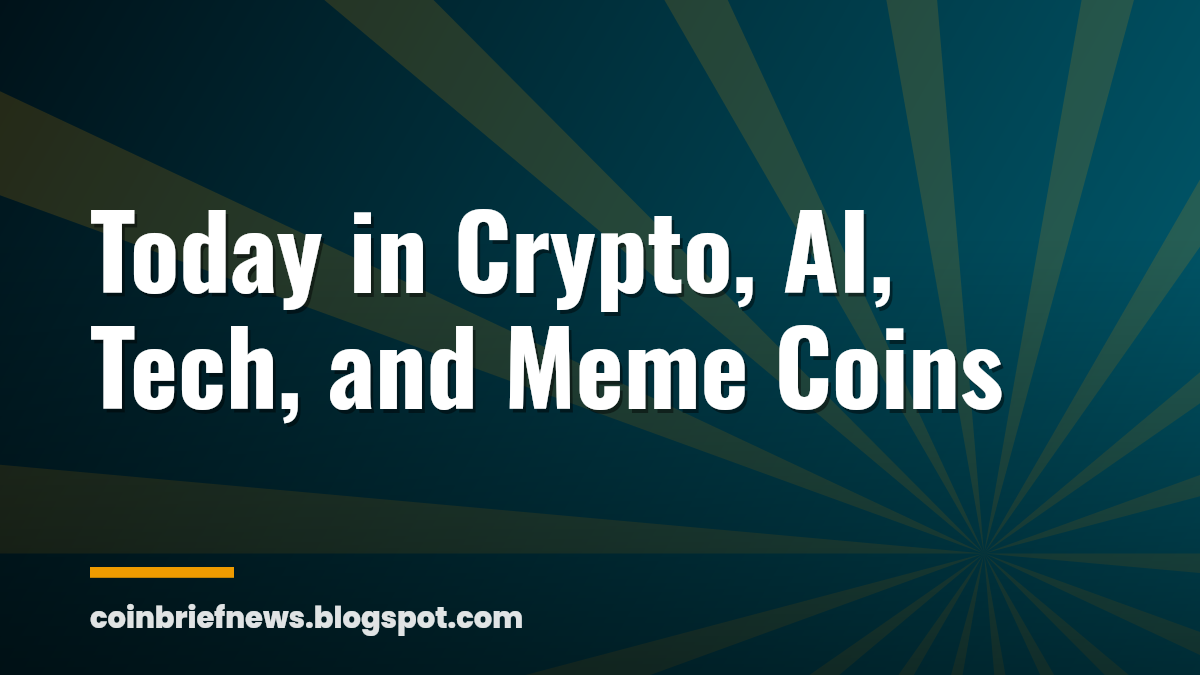 Today in Crypto, AI,
Tech, and Meme Coins
coinbriefnews.blogspot.com